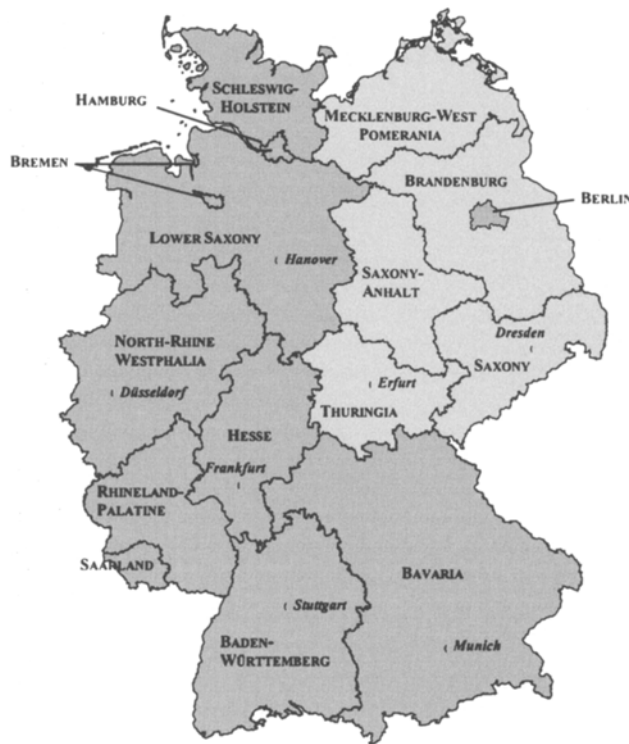 SCHLESWIG-
HOLSTEIN
HAMBURG
MECKLENBURG-WEST
POMERANIA
BREMEN
BRANDENBURG
BERLIN
LOWER SAXONY
Hanover
SAXONY-
ANHALT
NORTH-RHINE
WESTPHALIA
Dresden
SAXONY
Düsseldorf
Erfurt
THURINGIA
HESSE
Frankfurt
RHINELAND-
PALATINE
SAARLAND
BAVARIA
Stuttgart
BADEN-
WÜRTTEMBERG
Munich